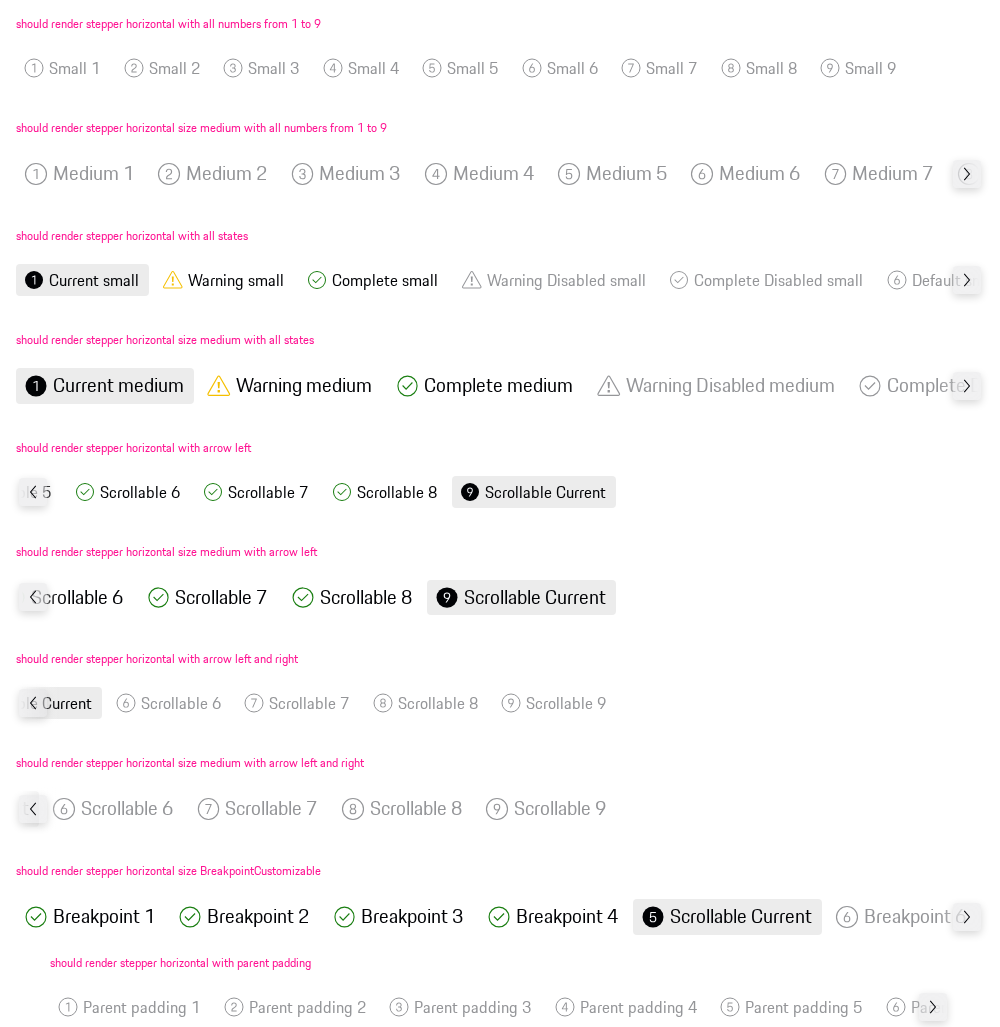 should render stepper horizontal with all numbers from 1 to 9
1 Small 1 2 Small 2 3 Small 3 4 Small 4 5 Small 5 6 Small 6 7 Small 7 8 Small 8 9 Small 9
should render stepper horizontal size medium with all numbers from 1 to 9
1 Medium 1 2 Medium 2 3 Medium 3 4 Medium 4 5 Medium 5 6 Medium 6 7 Medium 7
should render stepper horizontal with all states
1 Current small Warning small Complete small Warning Disabled small Complete Disabled small 6 Default
should render stepper horizontal size medium with all states
1 Current medium Warning medium Complete medium Warning Disabled medium Complete
should render stepper horizontal with arrow left
5 Scrollable 6 Scrollable 7 Scrollable 8 9 Scrollable Current
should render stepper horizontal size medium with arrow left
Scrollable 6 Scrollable 7 Scrollable 8 9 Scrollable Current
should render stepper horizontal with arrow left and right
Current 6 Scrollable 6 7 Scrollable 7 8 Scrollable 8 9 Scrollable 9
should render stepper horizontal size medium with arrow left and right
6 Scrollable 6 7 Scrollable 7 8 Scrollable 8 9 Scrollable 9
should render stepper horizontal size BreakpointCustomizable
Breakpoint 1 Breakpoint 2 Breakpoint 3 Breakpoint 4 5 Scrollable Current 6 Breakpoint 6
should render stepper horizontal with parent padding
1 Parent padding 1 2 Parent padding 2 3 Parent padding 3 4 Parent padding 4 5 Parent padding 5 6